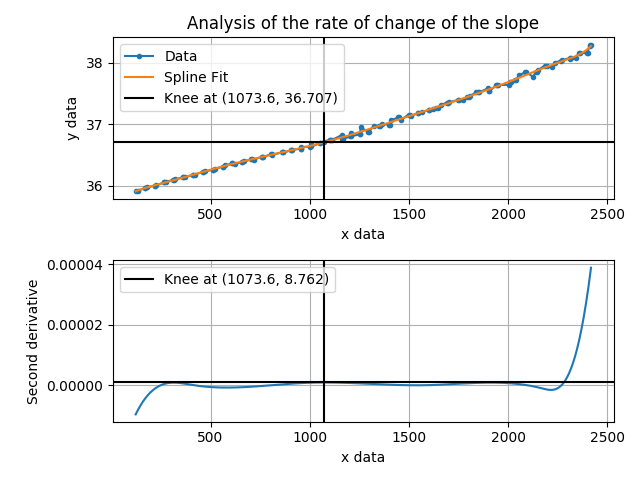 Analysis of the rate of change of the slope
Data
Spline Fit
Knee at (1073.6, 36.707)
38
37
36
y data
500
1000
1500
2000
2500
x data
Knee at (1073.6, 8.762)
0.00004
0.00002
0.00000
Second derivative
500
1000
1500
2000
2500
x data